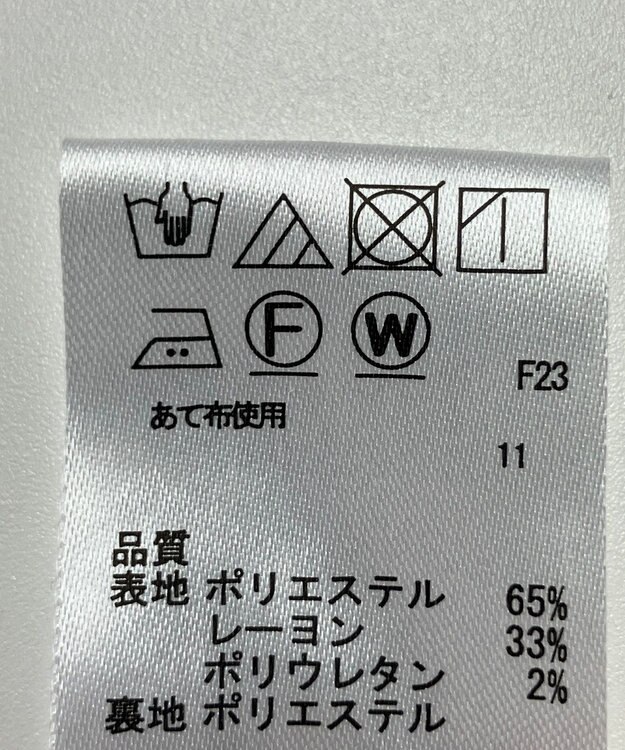 F W
F23
あて布使用
11
品質
表地 ポリエステル 65%
レーヨン 33%
ポリウレタン 2%
裏地 ポリエステル